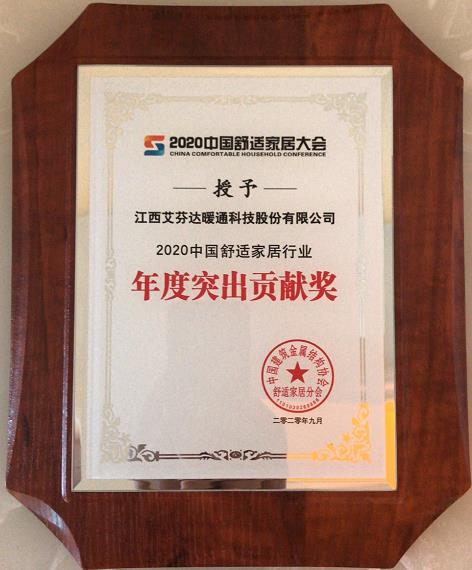 2020中国舒适家居大会
CHINA COMFORTABLE HOUSEHOLD CONFERENCE
授予
江西艾芬达暖通科技股份有限公司
2020中国舒适家居行业
年度突出贡献奖
中国建筑金属结构协会
舒适家居分会
二零二零年九月